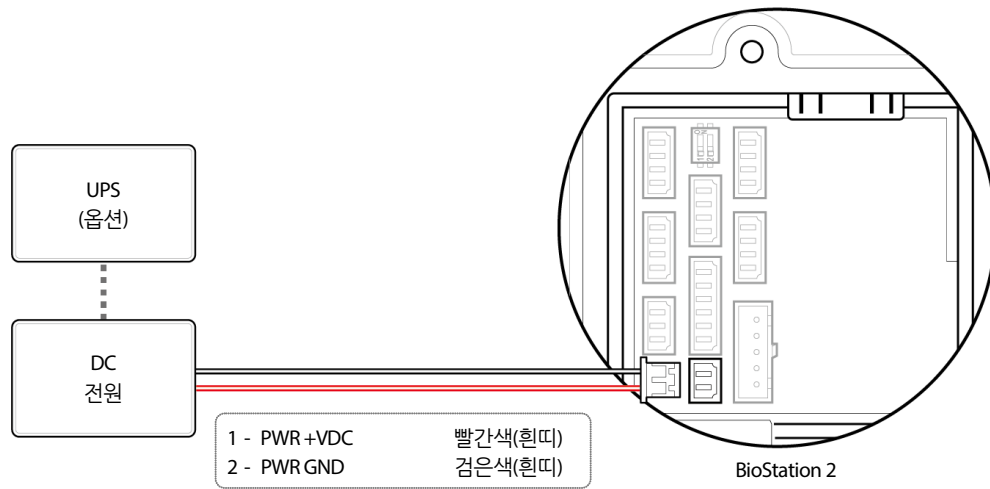 UPS
(옵션)
DC
전원
1 - PWR +VDC 빨간색(흰띠)
2 - PWR GND 검은색(흰띠)
BioStation 2